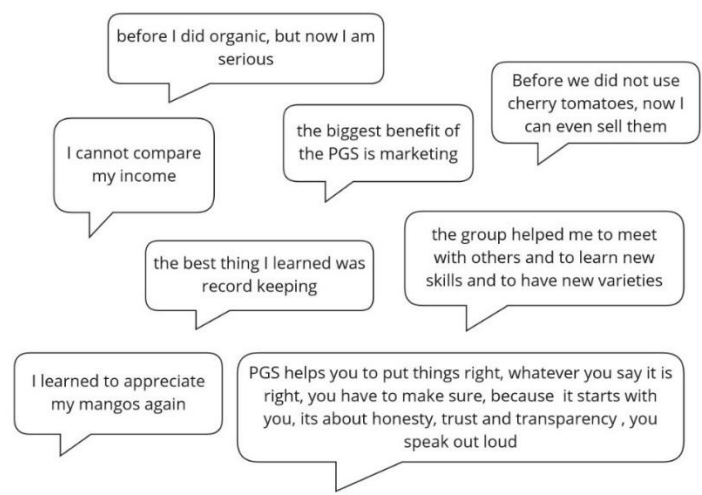 before I did organic, but now I am
serious
Before we did not use
cherry tomatoes, now I
can even sell them
I cannot compare
my income
the biggest benefit of
the PGS is marketing
the best thing I learned was
record keeping
the group helped me to meet
with others and to learn new
skills and to have new varieties
I learned to appreciate
my mangos again
PGS helps you to put things right, whatever you say it is
right, you have to make sure, because  it starts with
you, its about honesty, trust and transparency , you
speak out loud